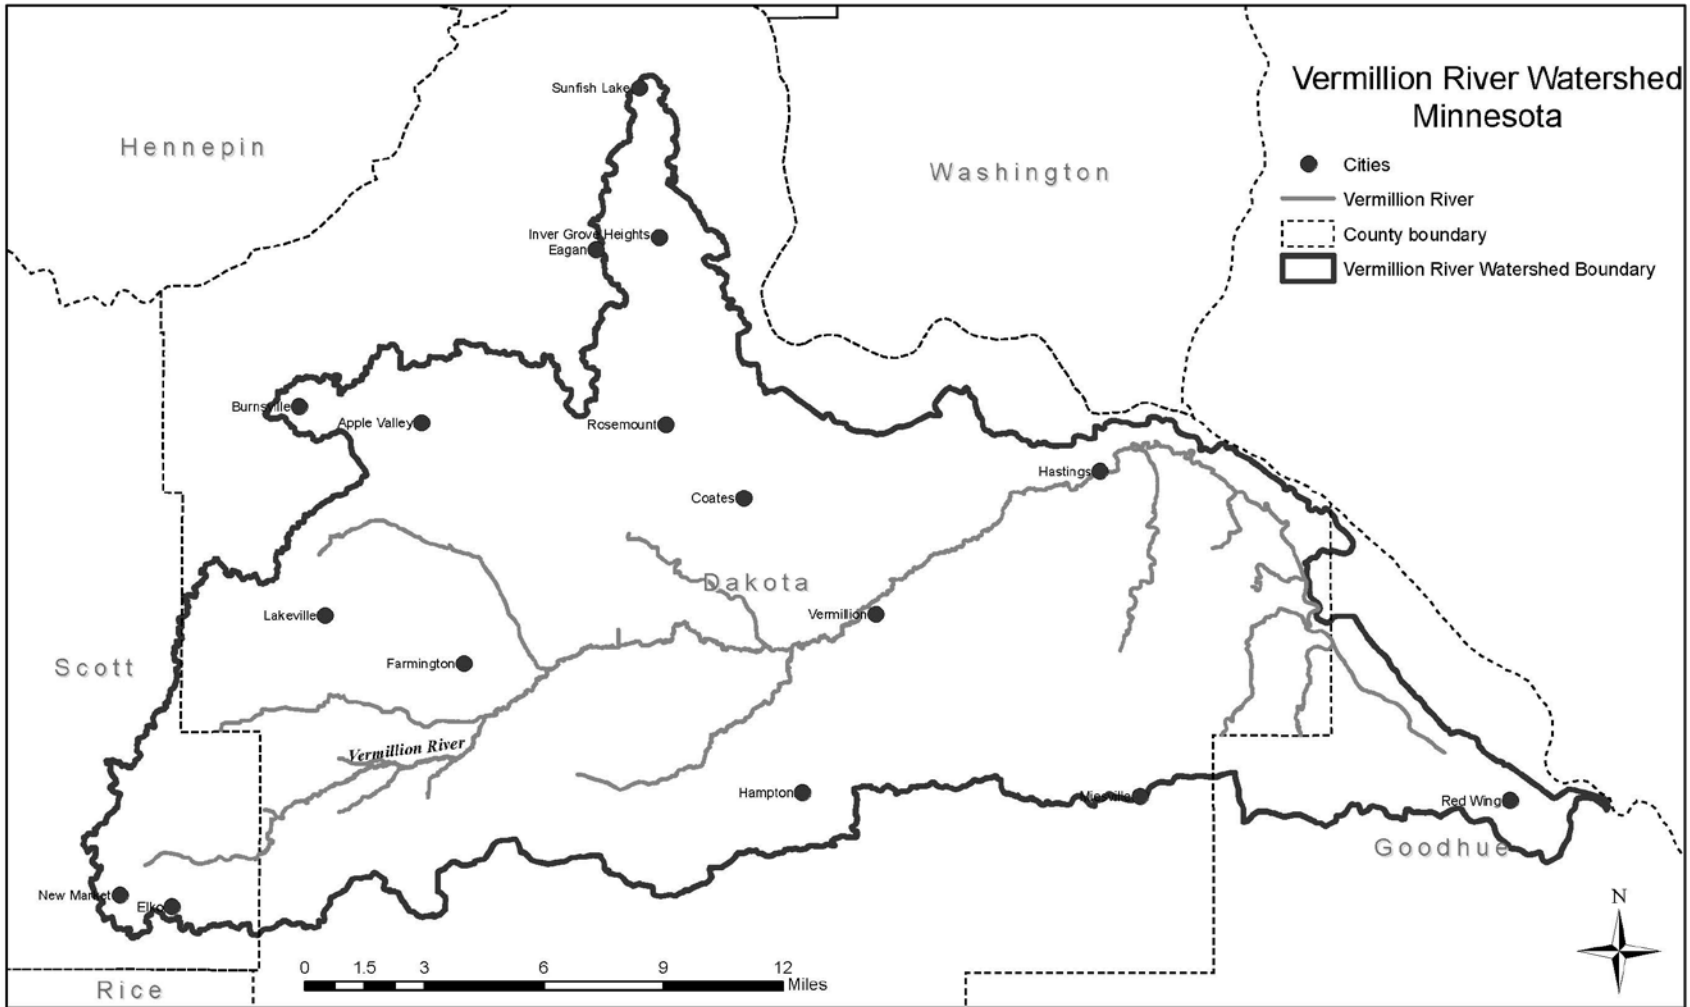 Vermillion River Watershed
Minnesota
Cities
Vermillion River
County boundary
Vermillion River Watershed Boundary
Sunfish Lake
Hennepin
Washington
Inver Grove Heights
Eagan
Burnsville
Apple Valley
Rosemount
Hastings
Coates
Dakota
Lakeville
Vermillion
Farmington
Scott
Vermillion River
Hampton
Miesville
Red Wing
Goodhue
New Market
Elko
N
0 1.5 3 6 9 12
Miles
Rice